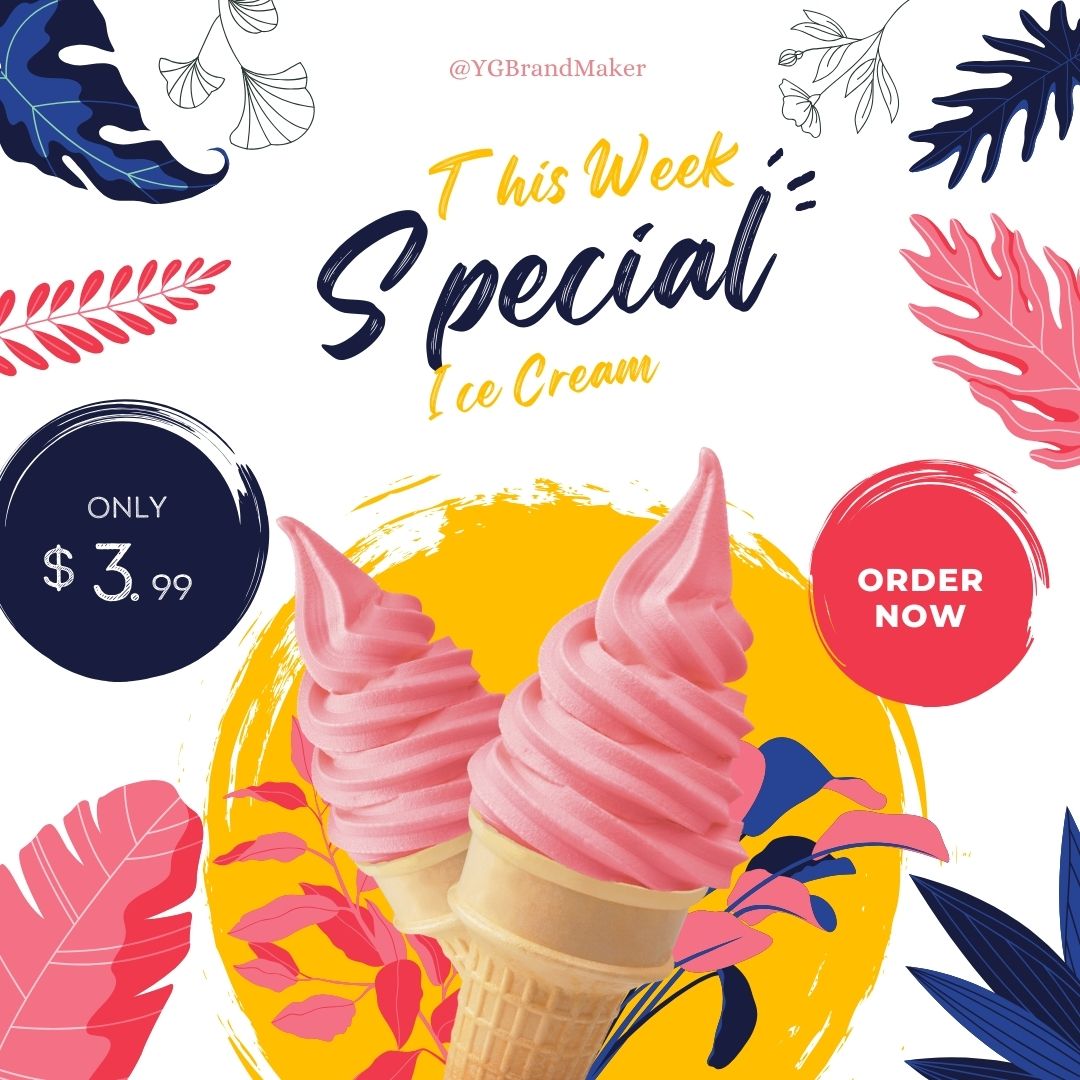 @YGBrandMaker
This Week
Special
Ice Cream
ONLY
$ 3.99
ORDER
NOW